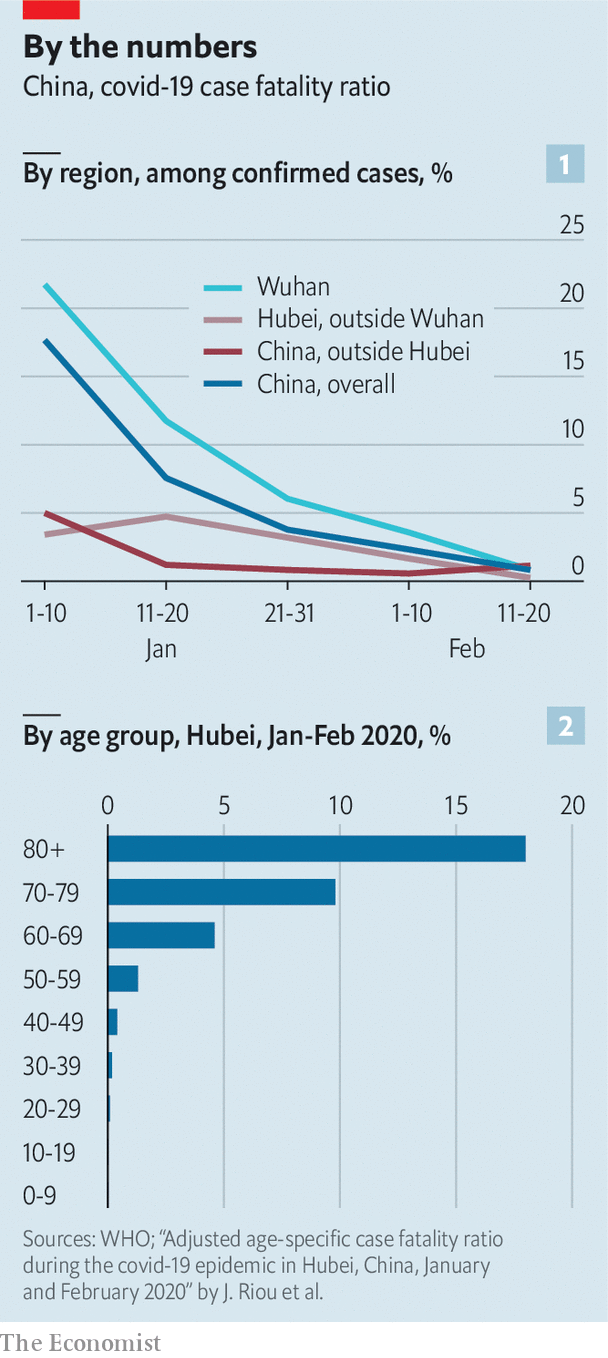 By the numbers
China, covid-19 case fatality ratio
By region, among confirmed cases, %
1
25
20
15
10
5
0
Wuhan
Hubei, outside Wuhan
China, outside Hubei
China, overall
1-10 11-20 21-31 1-10 11-20
Jan Feb
By age group, Hubei, Jan-Feb 2020, %
2
0 5 10 15 20
80+
70-79
60-69
50-59
40-49
30-39
20-29
10-19
0-9
Sources: WHO; “Adjusted age-specific case fatality ratio
during the covid-19 epidemic in Hubei, China, January
and February 2020” by J. Riou et al.
The Economist